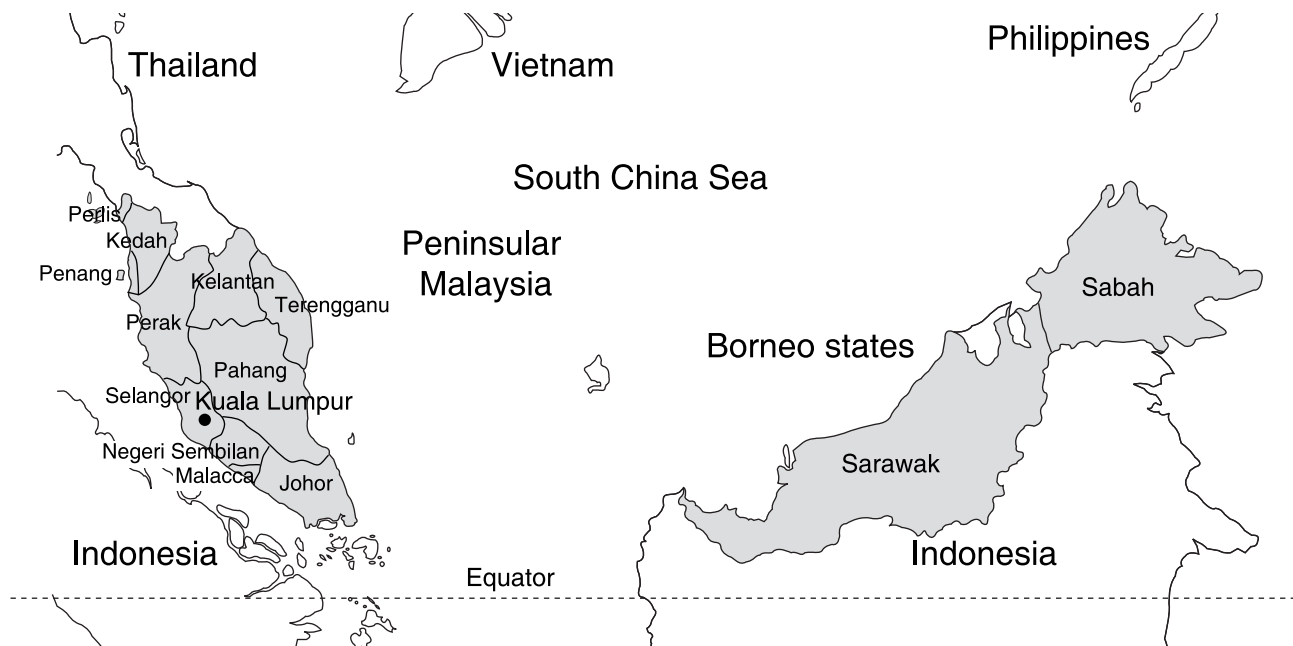 Philippines
Thailand
Vietnam
South China Sea
Perlis
Kedah
Peninsular
Malaysia
Penang
Kelantan
Terengganu
Sabah
Perak
Borneo states
Pahang
Selangor
Kuala Lumpur
Negeri Sembilan
Sarawak
Malacca
Johor
Indonesia
Indonesia
Equator